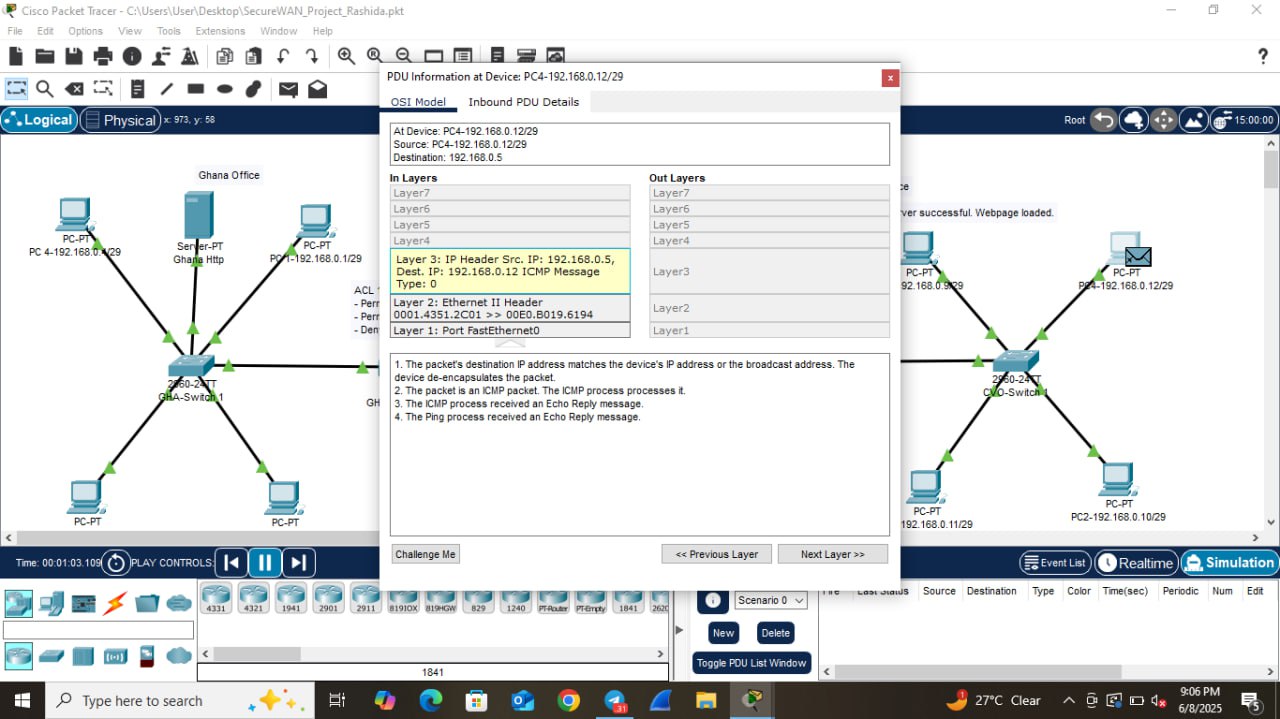 Cisco Packet Tracer - C:\Users\User\Desktop\SecureWAN_Project_Rashida.pkt
File Edit Options View Tools Extensions Window Help
Logical Physical x: 973, y: 58
Root 15:00:00
PDU Information at Device: PC4-192.168.0.12/29
x
OSI Model Inbound PDU Details
At Device: PC4-192.168.0.12/29
Source: PC4-192.168.0.12/29
Destination: 192.168.0.5
In Layers Out Layers
Layer7 Layer7
Layer6 Layer6
Layer5 Layer5
Layer4 Layer4
Layer 3: IP Header Src. IP: 192.168.0.5,
Dest. IP: 192.168.0.12 ICMP Message
Type: 0
Layer3
Layer 2: Ethernet II Header
0001.4351.2C01 >> 00E0.B019.6194
Layer2
Layer 1: Port FastEthernet0 Layer1
1. The packet's destination IP address matches the device's IP address or the broadcast address. The
device de-encapsulates the packet.
2. The packet is an ICMP packet. The ICMP process processes it.
3. The ICMP process received an Echo Reply message.
4. The Ping process received an Echo Reply message.
Challenge Me << Previous Layer Next Layer >>
Ghana Office
PC-PT
PC 4-192.168.0.4/29
Server-PT
Ghana Http
PC-PT
PC 1-192.168.0.1/29
ACL
- Per
- Per
- Den
2960-24TT
GHA-Switch 1
GH
PC-PT
PC-PT
ce
rver successful. Webpage loaded.
PC-PT
192.168.0.9/29
PC-PT
PC4-192.168.0.12/29
2960-24TT
CVO-Switch 1
PC-PT
192.168.0.11/29
PC-PT
PC2-192.168.0.10/29
Time: 00:01:03.109 PLAY CONTROLS:
Event List Realtime Simulation
4331 4321 1941 2901 2911 819IOX 819HGW 829 1240 PT-Router PT-Empty 1841 2620
1841
Scenario 0
New Delete
Toggle PDU List Window
Fire Last Status Source Destination Type Color Time(sec) Periodic Num Edit
Type here to search
31
1
27°C Clear
9:06 PM
6/8/2025
5